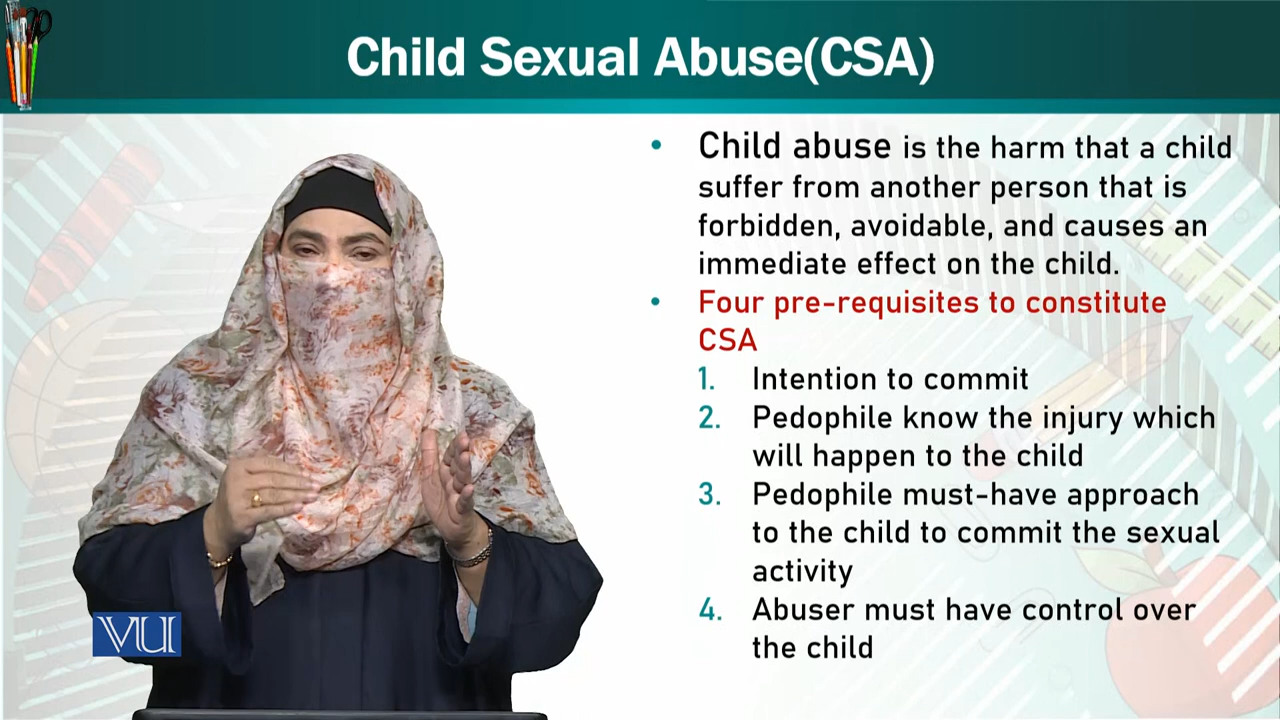 Child Sexual Abuse(CSA)
• Child abuse is the harm that a child
suffer from another person that is
forbidden, avoidable, and causes an
immediate effect on the child.
• Four pre-requisites to constitute
CSA
1. Intention to commit
2. Pedophile know the injury which
will happen to the child
3. Pedophile must-have approach
to the child to commit the sexual
activity
4. Abuser must have control over
the child
VU